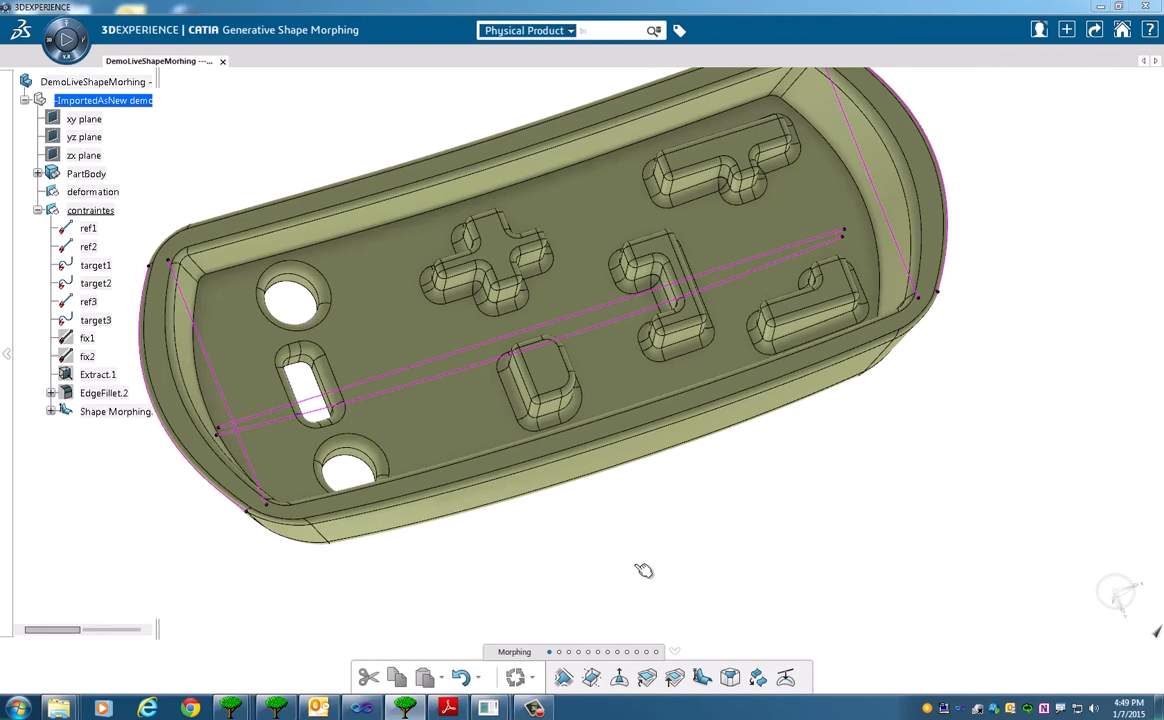 3DEXPERIENCE
3DEXPERIENCE | CATIA Generative Shape Morphing
Physical Product
in
3D
V.R
DemoLiveShapeMorhing ---...
DemoLiveShapeMorhing -
-ImportedAsNew demo
xy plane
yz plane
zx plane
PartBody
deformation
contraintes
ref1
ref2
target1
target2
ref3
target3
fix1
fix2
Extract.1
EdgeFillet.2
Shape Morphing.
Morphing
4:49 PM
1/7/2015